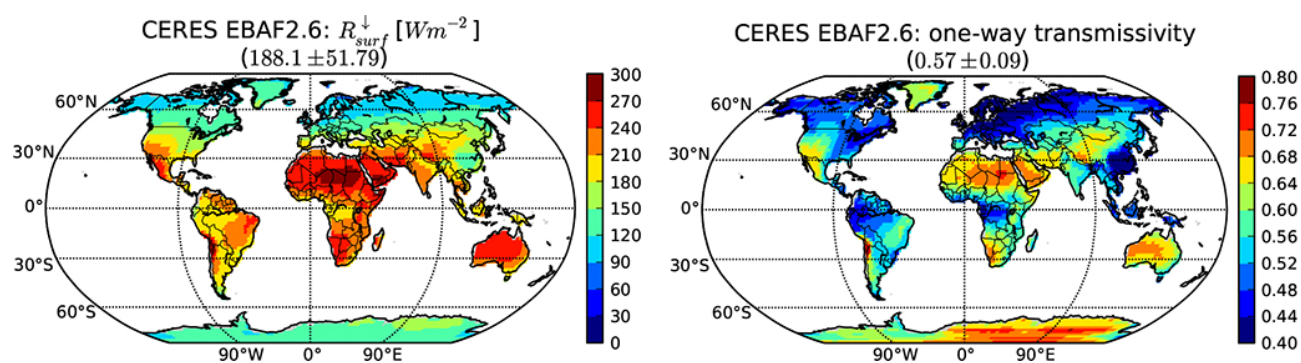 CERES EBAF2.6: R↓surf [Wm−2]
(188.1 ±51.79)
60°N
30°N
0°
30°S
60°S
90°W 0° 90°E
300
270
240
210
180
150
120
90
60
30
0
CERES EBAF2.6: one-way transmissivity
(0.57±0.09)
60°N
30°N
0°
30°S
60°S
90°W 0° 90°E
0.80
0.76
0.72
0.68
0.64
0.60
0.56
0.52
0.48
0.44
0.40